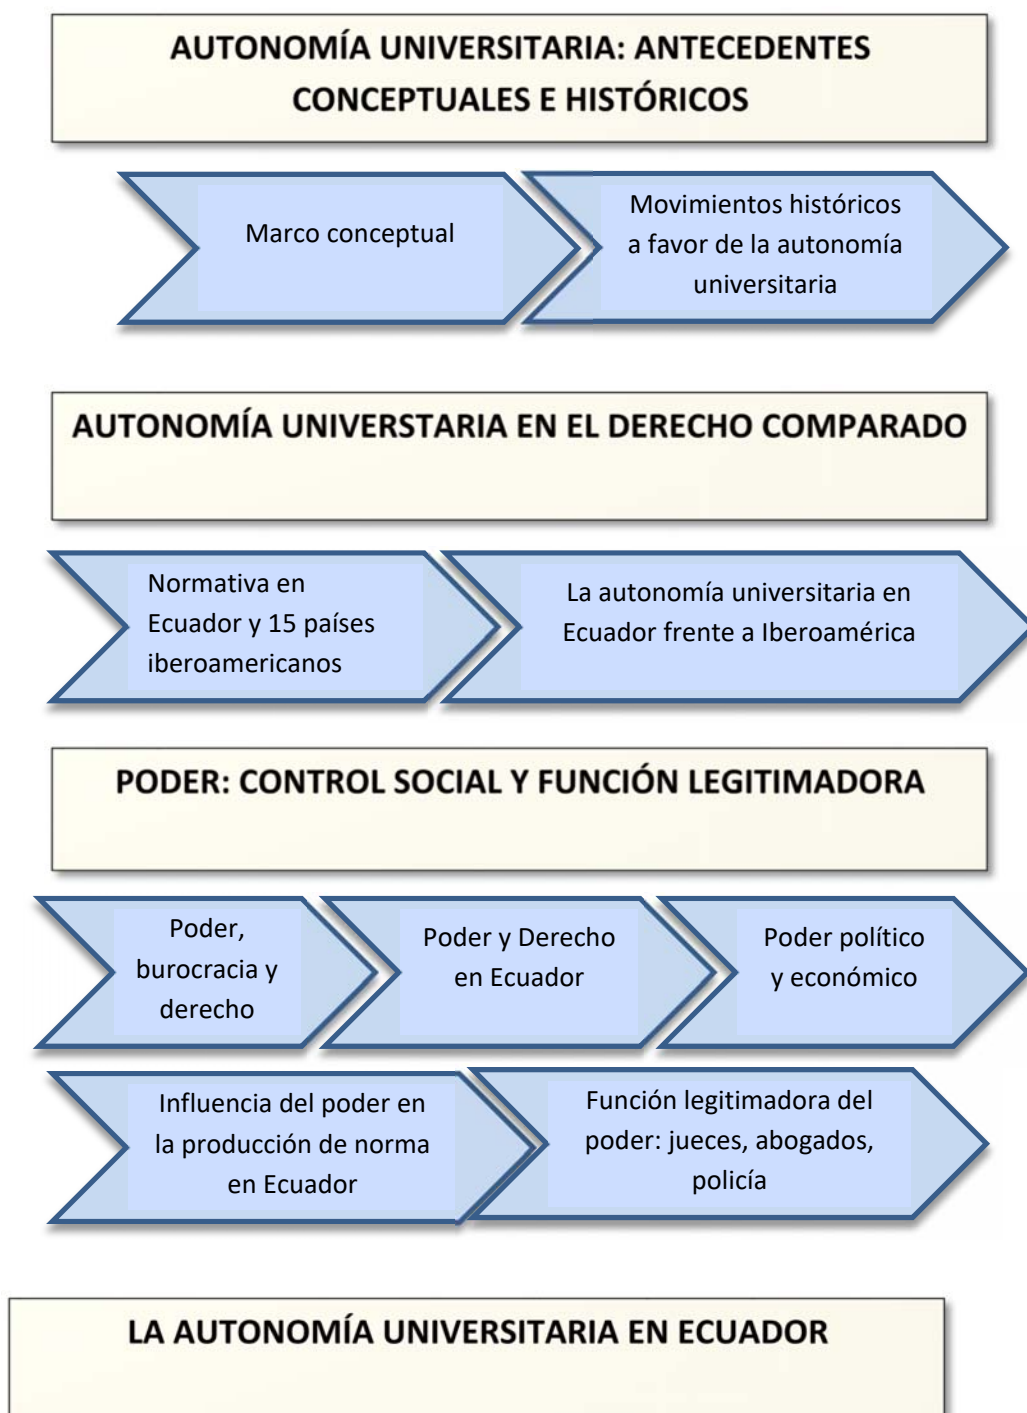 AUTONOMÍA UNIVERSITARIA: ANTECEDENTES
CONCEPTUALES E HISTÓRICOS
Marco conceptual
Movimientos históricos
a favor de la autonomía
universitaria
AUTONOMÍA UNIVERSTARIA EN EL DERECHO COMPARADO
Normativa en
Ecuador y 15 países
iberoamericanos
La autonomía universitaria en
Ecuador frente a Iberoamérica
PODER: CONTROL SOCIAL Y FUNCIÓN LEGITIMADORA
Poder,
burocracia y
derecho
Poder y Derecho
en Ecuador
Poder político
y económico
Influencia del poder en
la producción de norma
en Ecuador
Función legitimadora del
poder: jueces, abogados,
policía
LA AUTONOMÍA UNIVERSITARIA EN ECUADOR